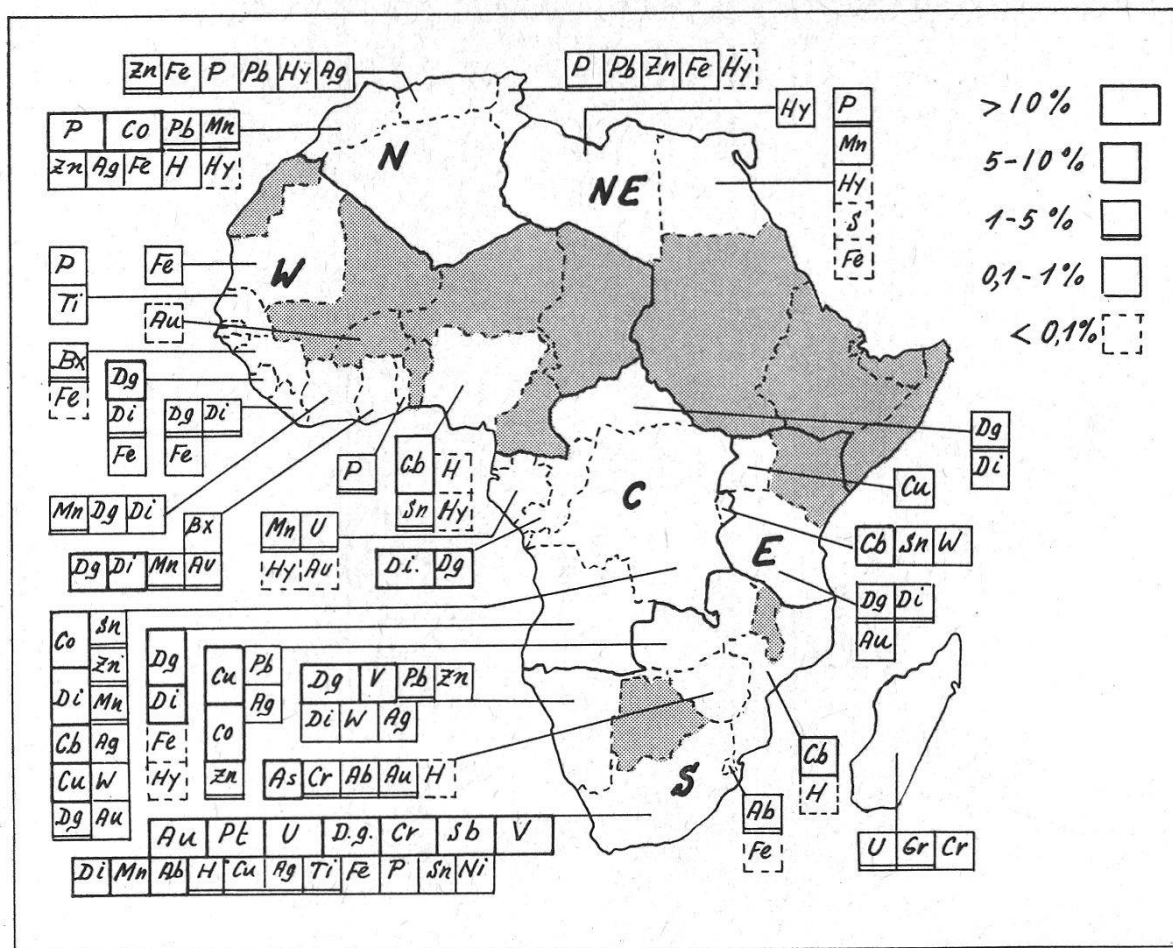 Zn Fe P Pb Hy Ag
P Pb Zn Fe Hy
Hy
P
Mn
Hy
S
Fe
>10%
5-10%
1-5%
0,1-1%
<0,1%
P Co Pb Mn
Zn Ag Fe H Hy
N
NE
W
P
Ti
Fe
Au
Bx
Fe
Dg
Di
Fe
Dg Di
Fe
P
Cb H
Sn Hy
C
Dg
Di
Cu
Cb Sn W
E
Dg Di
Au
Mn Dg Di
Bx
Dg Di Mn Au
Mn U
Hy Au
Di. Dg
Co Sn
Zn
Di Mn
Cb Ag
Cu W
Dg Au
Dg
Di
Fe
Hy
Cu Pb
Ag
Co
Zn
Dg V Pb Zn
Di W Ag
As Cr Ab Au H
S
Cb
H
Ab
Fe
U Gr Cr
Au Pt U D.g. Cr Sb V
Di Mn Ab H Cu Ag Ti Fe P Sn Ni